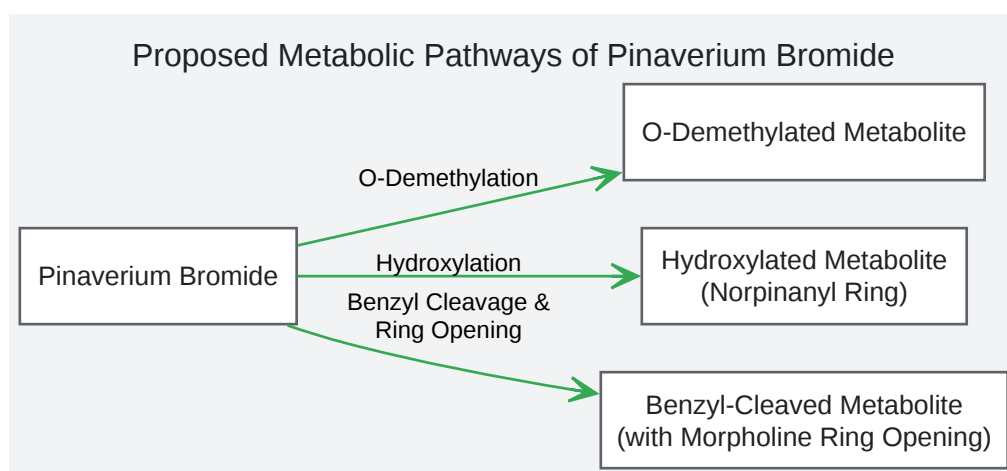 Proposed Metabolic Pathways of Pinaverium Bromide
O-Demethylated Metabolite
O-Demethylation
Pinaverium Bromide
Hydroxylation
Hydroxylated Metabolite
(Norpinanyl Ring)
Benzyl Cleavage &
Ring Opening
Benzyl-Cleaved Metabolite
(with Morpholine Ring Opening)